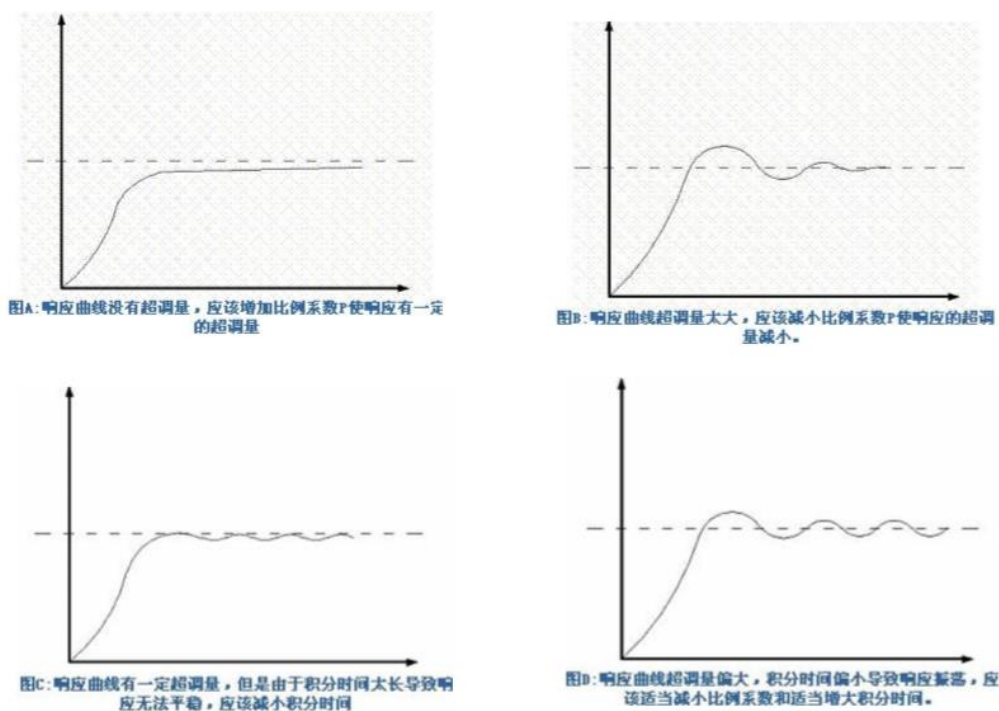 图A:响应曲线没有超调量，应该增加比例系数P使响应有一定
的超调量
图B:响应曲线超调量太大，应该减小比例系数P使响应的超调
量减小。
图C:响应曲线有一定超调量，但是由于积分时间太长导致响
应无法平稳，应该减小积分时间
图D:响应曲线超调量偏大，积分时间偏小导致响应振荡，应
该适当减小比例系数和适当增大积分时间。